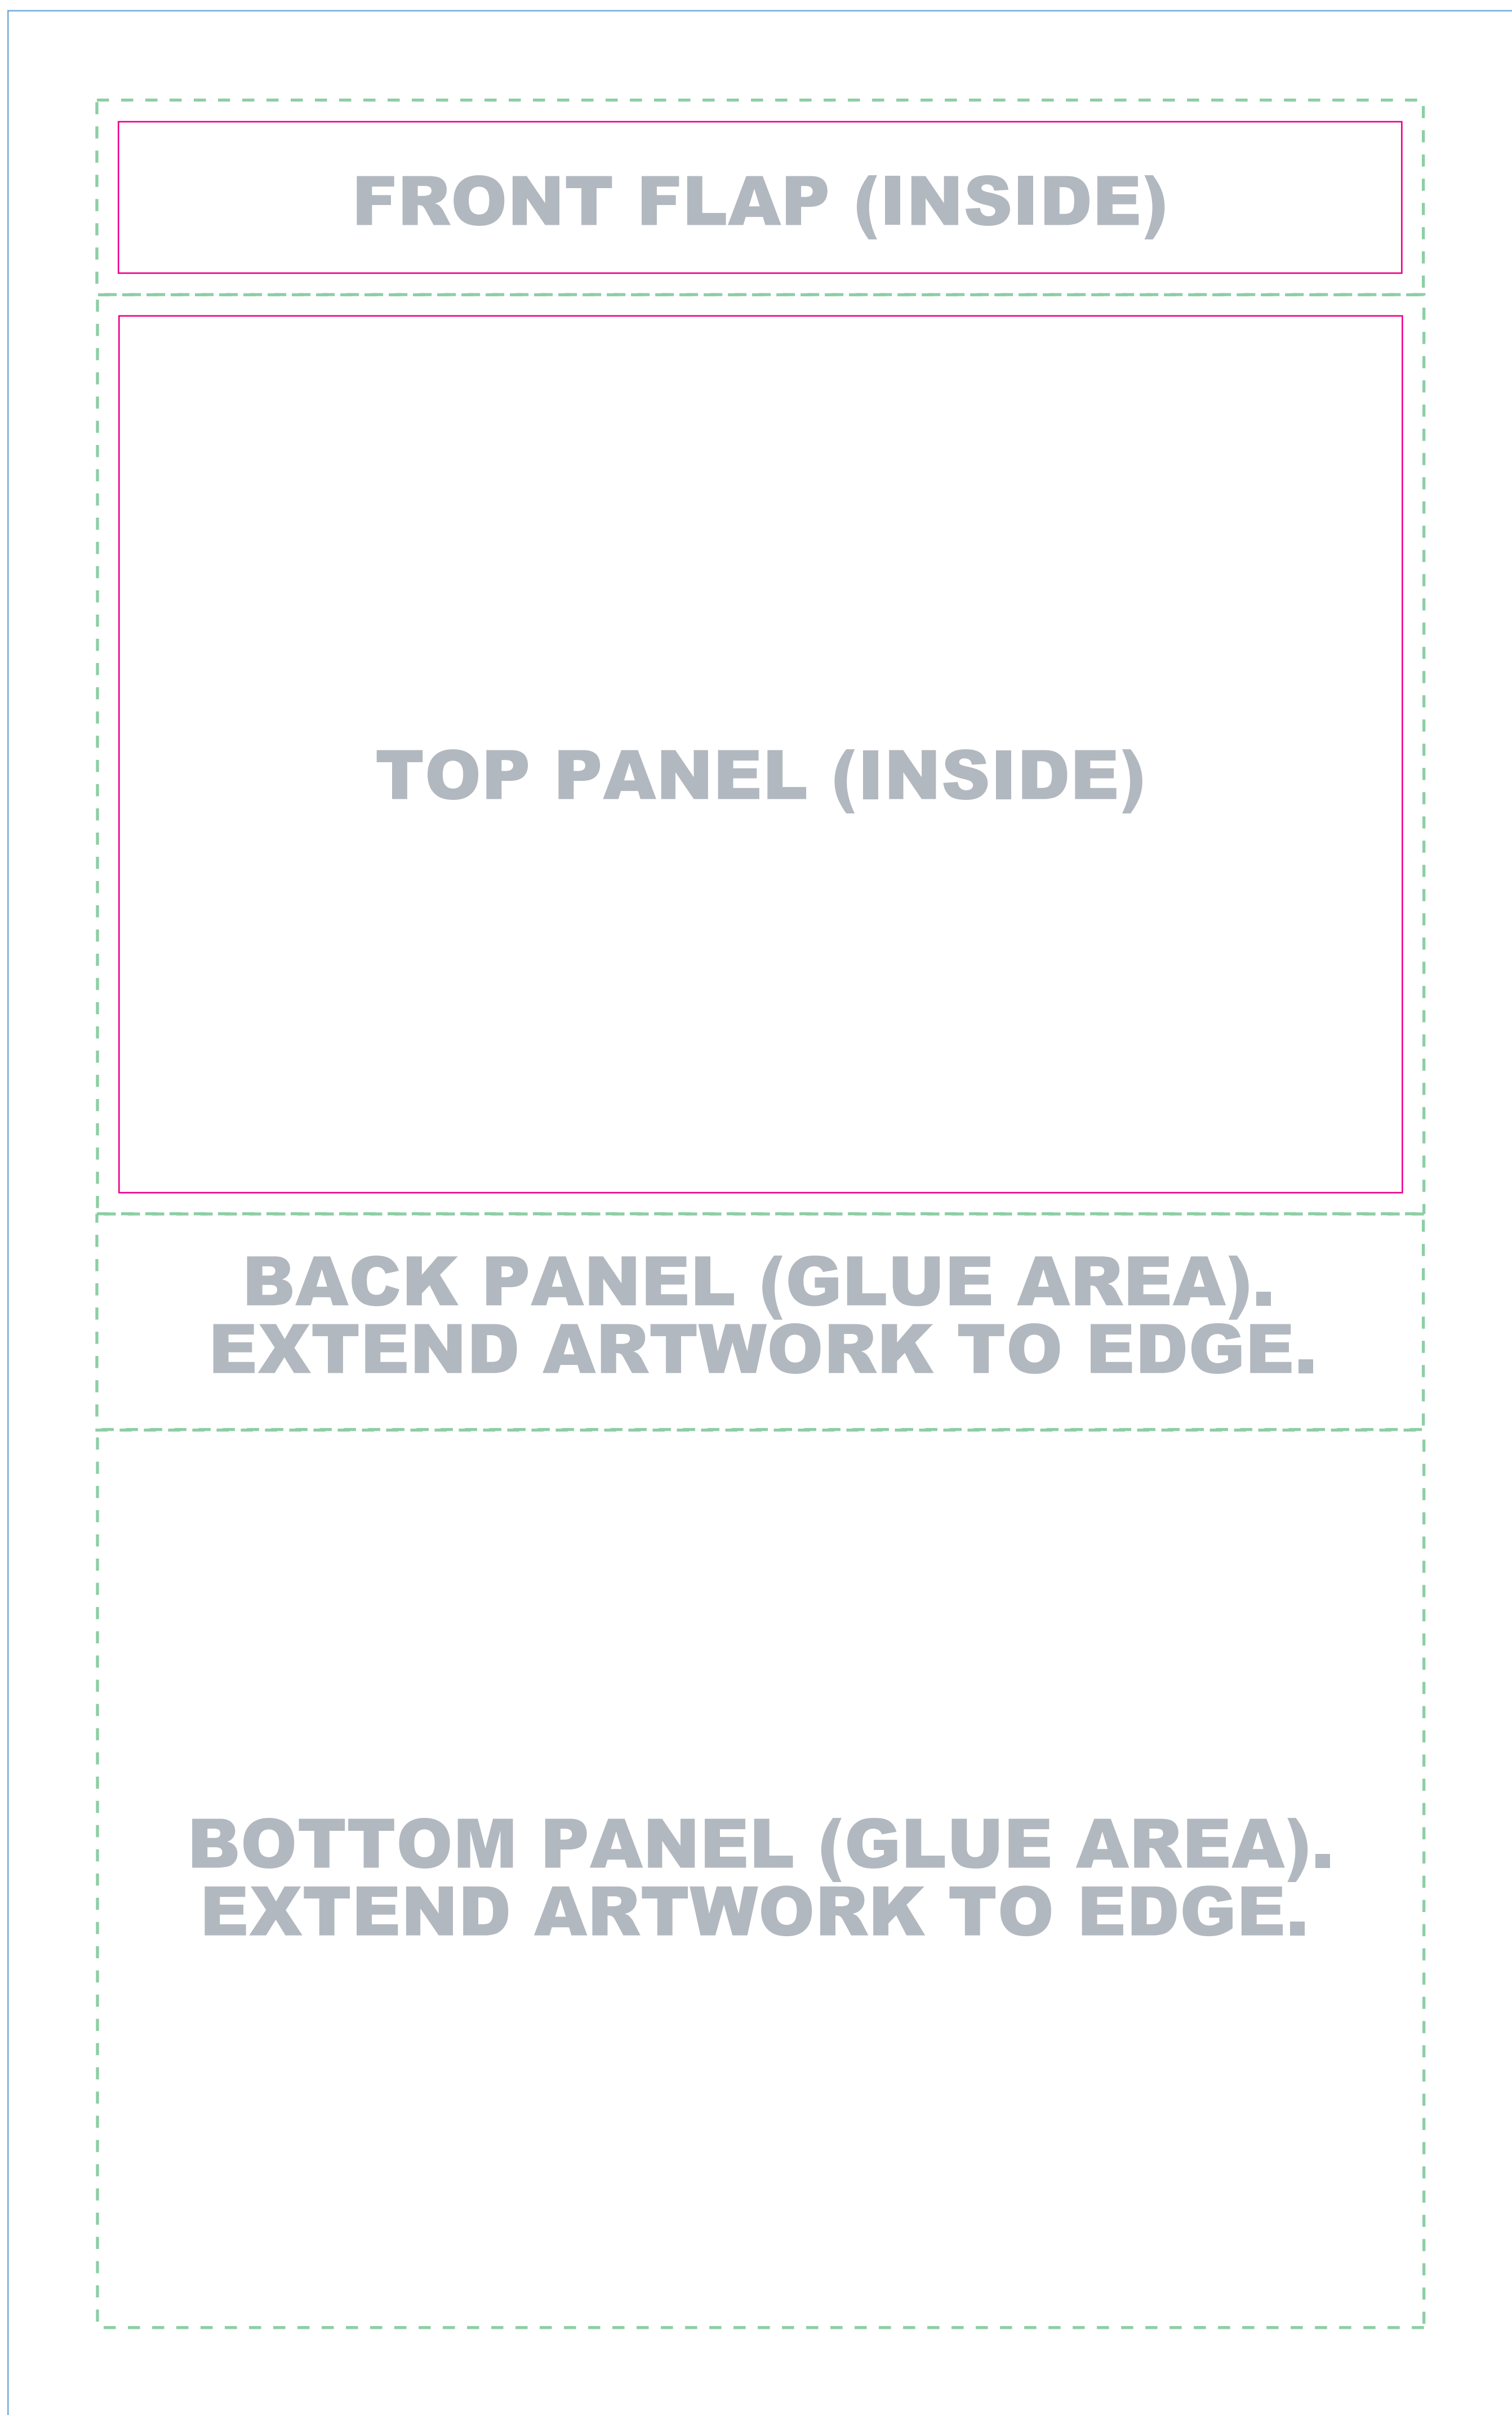 FRONT FLAP (INSIDE)
TOP PANEL (INSIDE)
BACK PANEL (GLUE AREA).
EXTEND ARTWORK TO EDGE.
BOTTOM PANEL (GLUE AREA).
EXTEND ARTWORK TO EDGE.